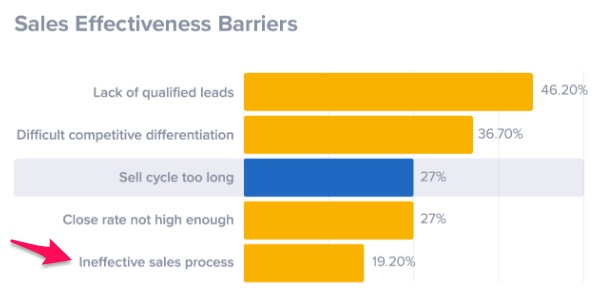 Sales Effectiveness Barriers
Lack of qualified leads 46.20%
Difficult competitive differentiation 36.70%
Sell cycle too long 27%
Close rate not high enough 27%
Ineffective sales process 19.20%